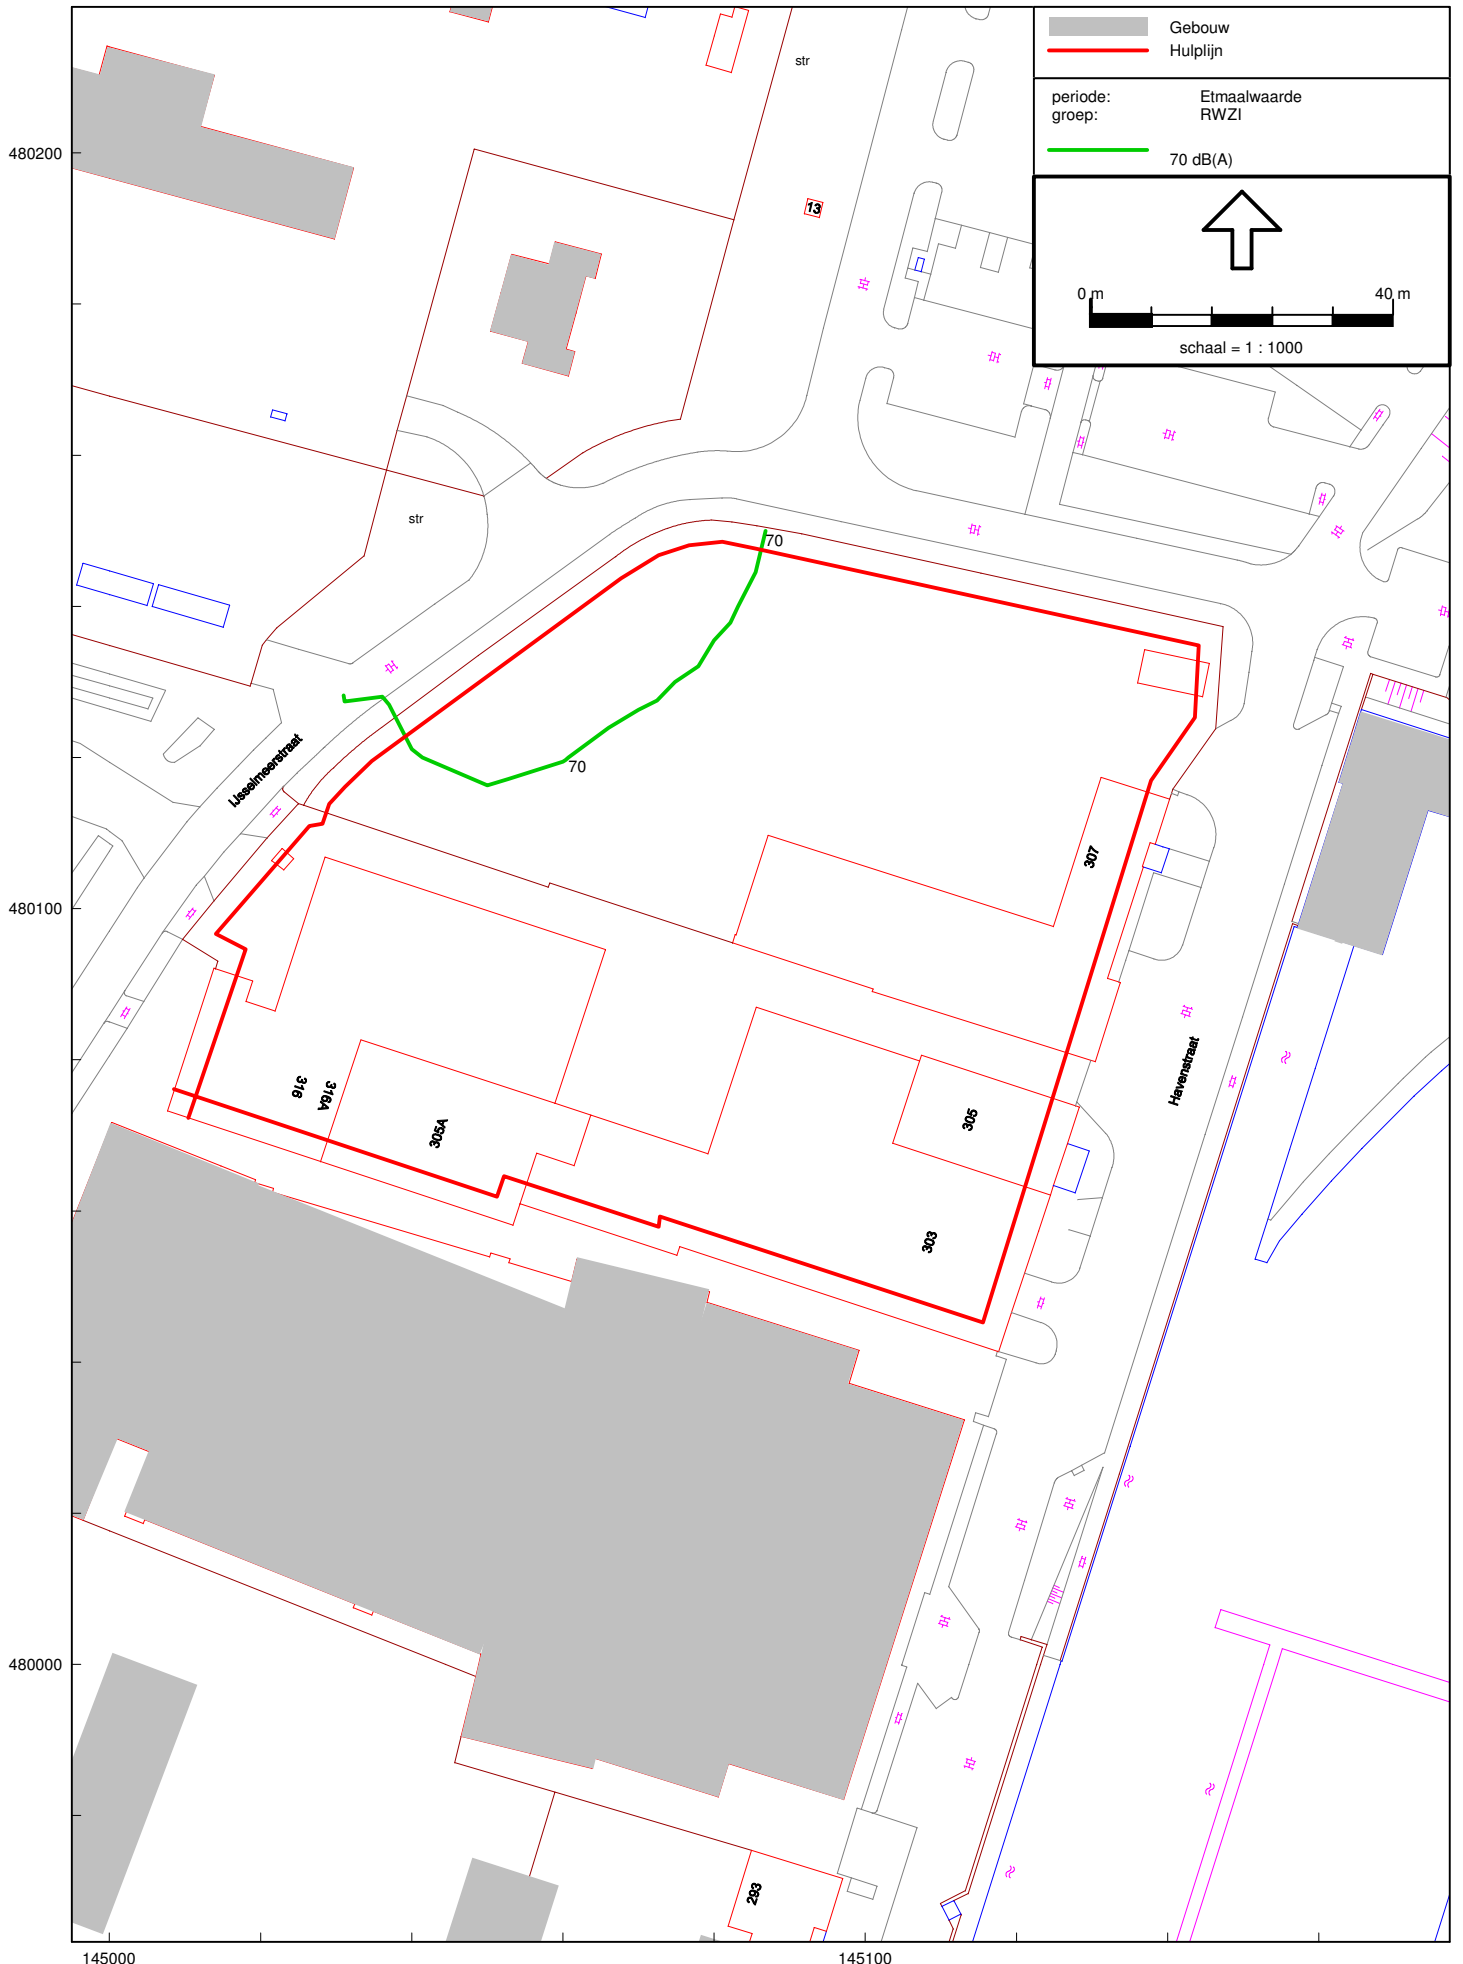 Gebouw
Hulplijn
periode: Etmaalwaarde
groep: RWZI
70 dB(A)
0 m 40 m
schaal = 1 : 1000
str
480200
13
str
70
70
IJsselmeerstraat
307
480100
Havenstraat
316
316A
305A
305
303
480000
293
145000 145100